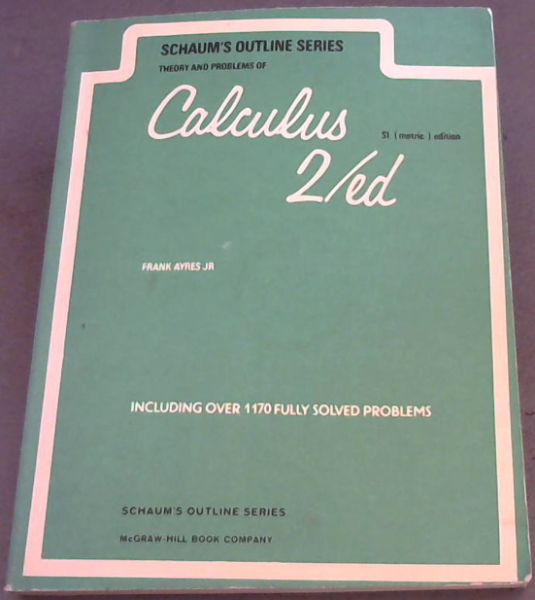 SCHAUM'S OUTLINE SERIES
THEORY AND PROBLEMS OF
Calculus
SI (metric) edition
2/ed
FRANK AYRES JR
INCLUDING OVER 1170 FULLY SOLVED PROBLEMS
SCHAUM'S OUTLINE SERIES
McGRAW-HILL BOOK COMPANY